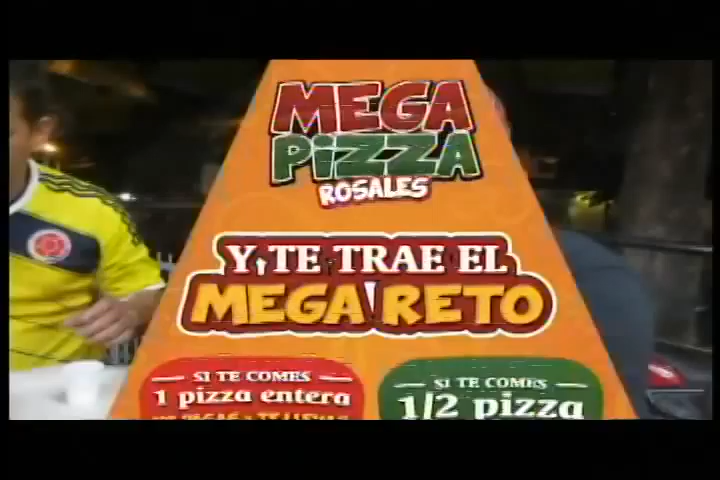 MEGA
PIZZA
ROSALES
Y TE TRAE EL
MEGA RETO
SI TE COMES
1 pizza entera
SI TE COMES
1/2 pizza